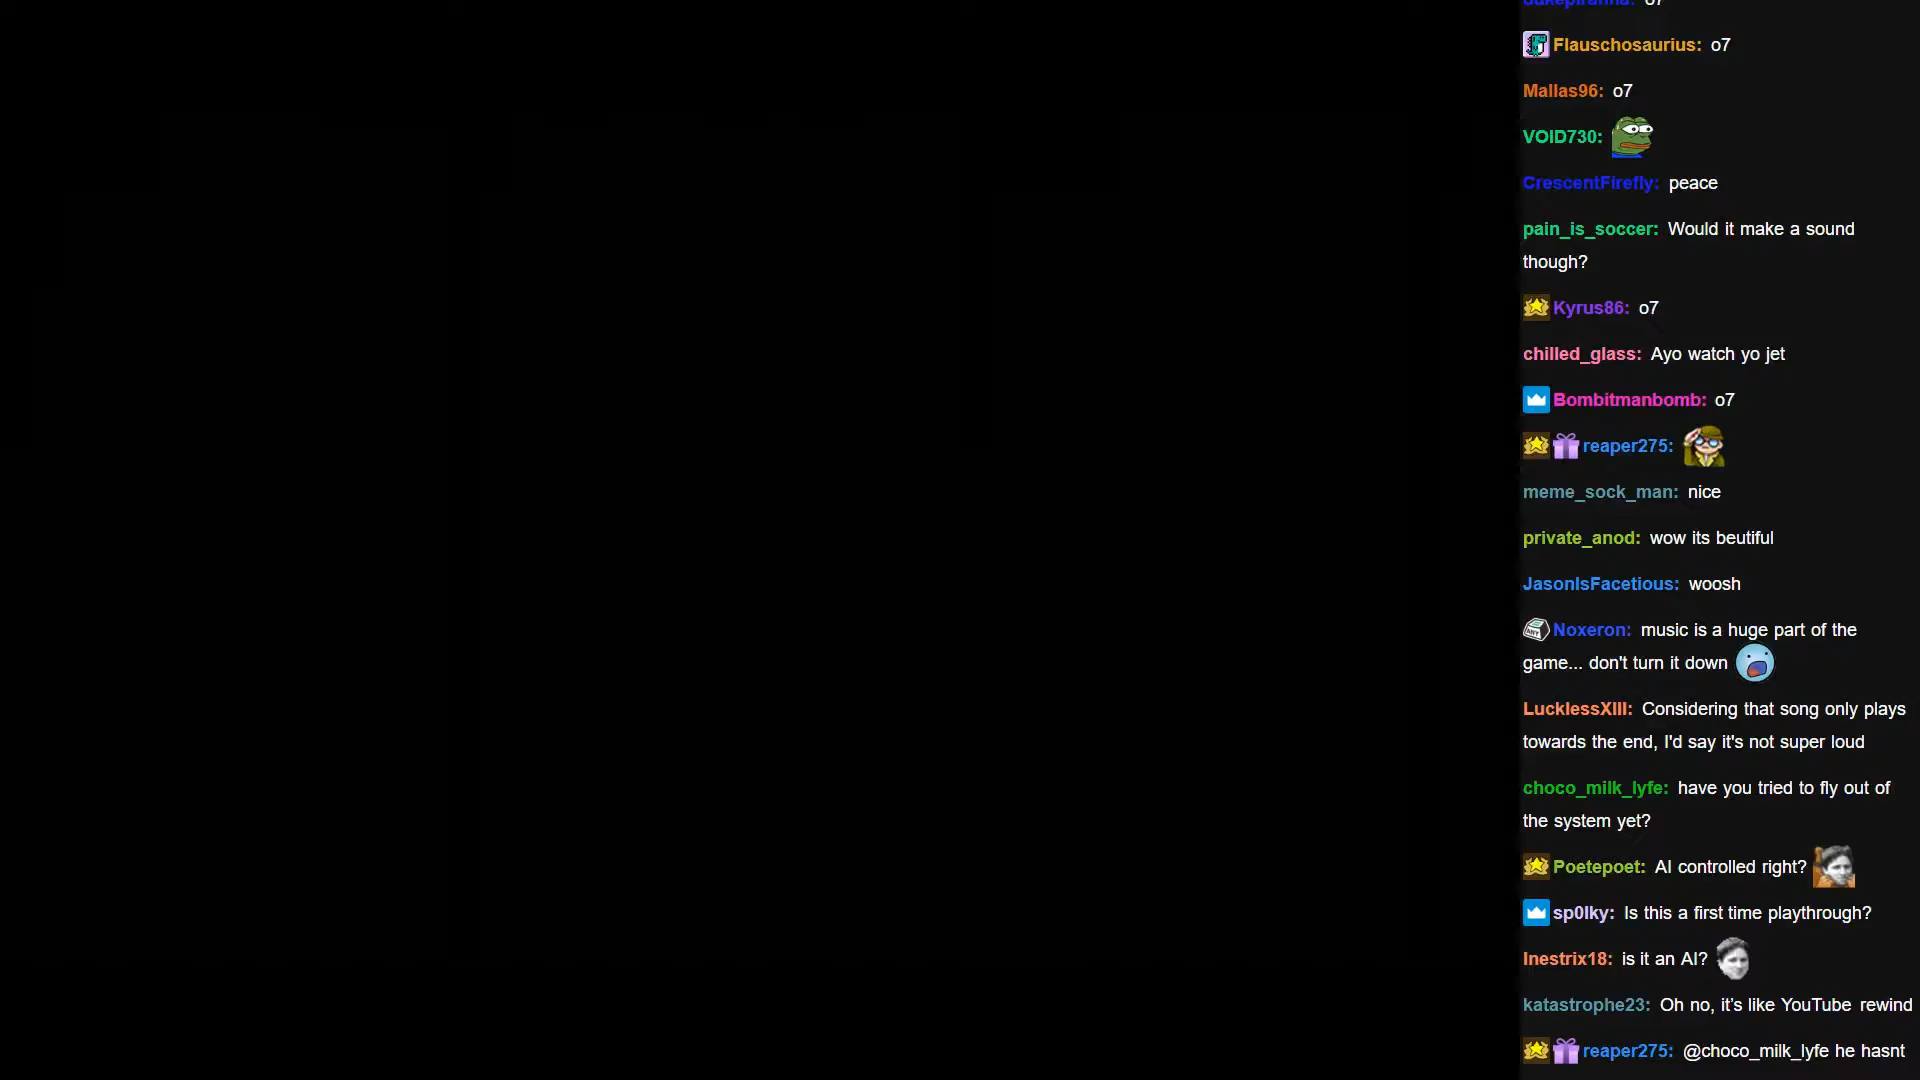 Flauschosaurius: o7
Mallas96: o7
VOID730:
CrescentFirefly: peace
pain_is_soccer: Would it make a sound
though?
Kyrus86: o7
chilled_glass: Ayo watch yo jet
Bombitmanbomb: o7
reaper275:
meme_sock_man: nice
private_anod: wow its beutiful
JasonIsFacetious: woosh
Noxeron: music is a huge part of the
game... don't turn it down
LucklessXIII: Considering that song only plays
towards the end, I'd say it's not super loud
choco_milk_lyfe: have you tried to fly out of
the system yet?
Poetepoet: AI controlled right?
sp0lky: Is this a first time playthrough?
Inestrix18: is it an AI?
katastrophe23: Oh no, it's like YouTube rewind
reaper275: @choco_milk_lyfe he hasnt